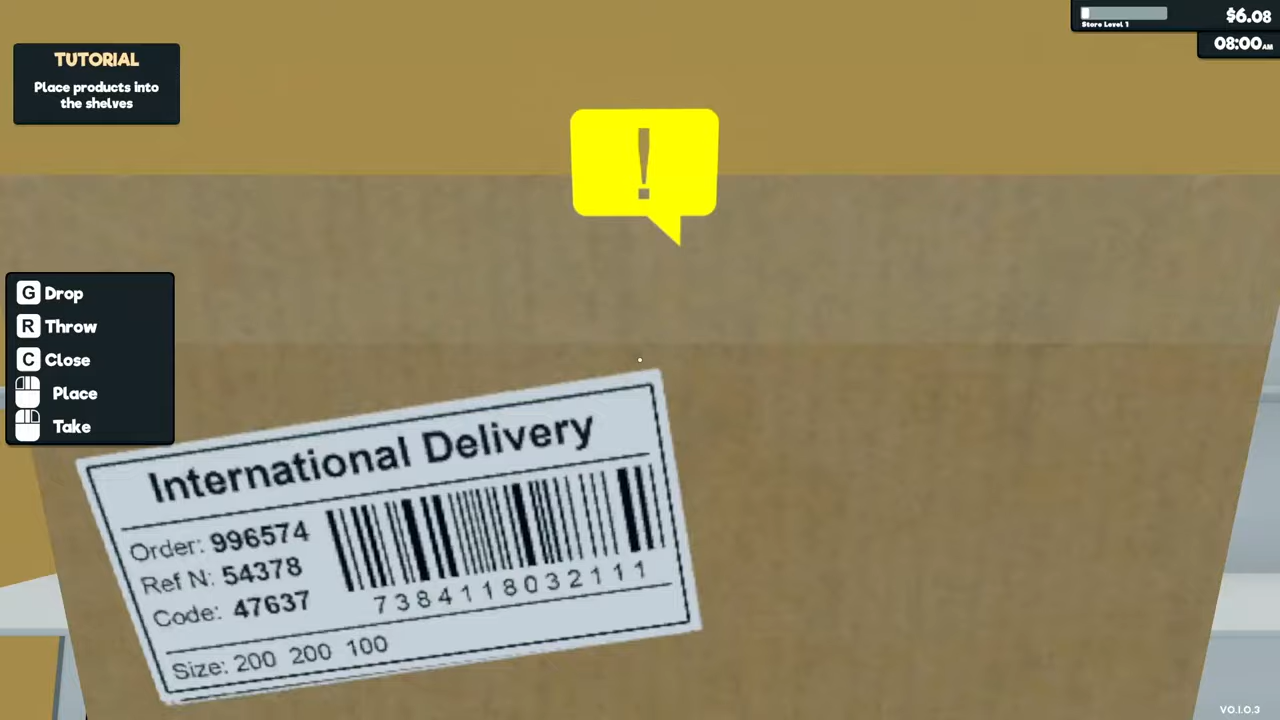 TUTORIAL
Place products into
the shelves
Store Level 1
$6.08
08:00AM
!
G Drop
R Throw
C Close
Place
Take
International Delivery
Order: 996574
Ref N: 54378
Code: 47637
7384118032111
Size: 200 200 100
V0.1.0.3